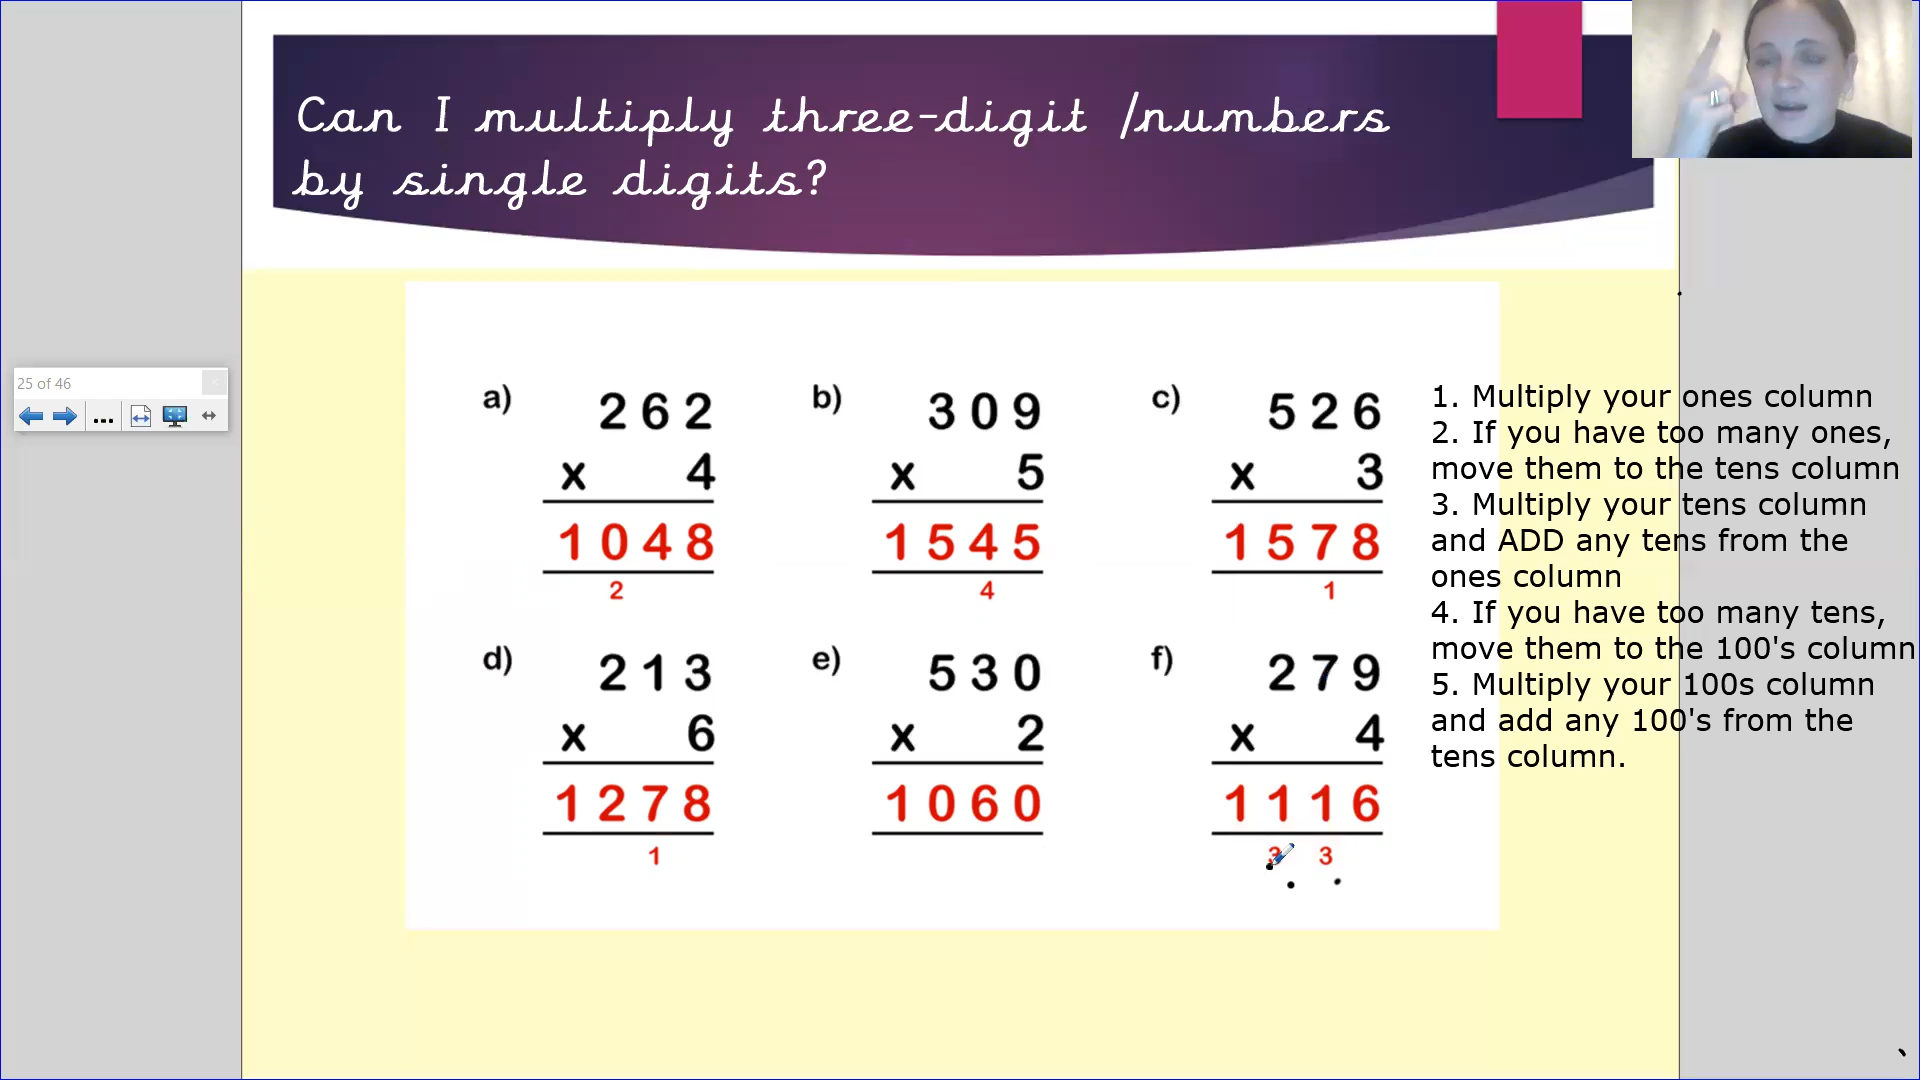 Can I multiply three-digit /numbers
by single digits?
25 of 46
a) 262
x 4
1048
2
b) 309
x 5
1545
4
c) 526
x 3
1578
1
d) 213
x 6
1278
1
e) 530
x 2
1060
f) 279
x 4
1116
3
1. Multiply your ones column
2. If you have too many ones,
move them to the tens column
3. Multiply your tens column
and ADD any tens from the
ones column
4. If you have too many tens,
move them to the 100's column
5. Multiply your 100s column
and add any 100's from the
tens column.